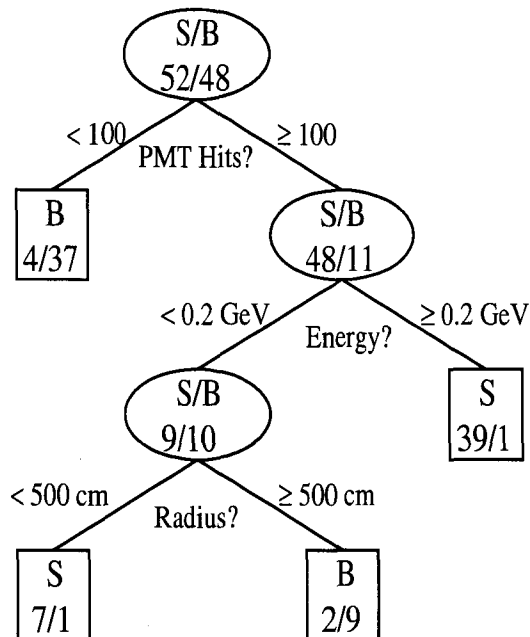 S/B
52/48
< 100
≥ 100
PMT Hits?
B
4/37
S/B
48/11
< 0.2 GeV
≥ 0.2 GeV
Energy?
S/B
9/10
S
39/1
< 500 cm
≥ 500 cm
Radius?
S
7/1
B
2/9